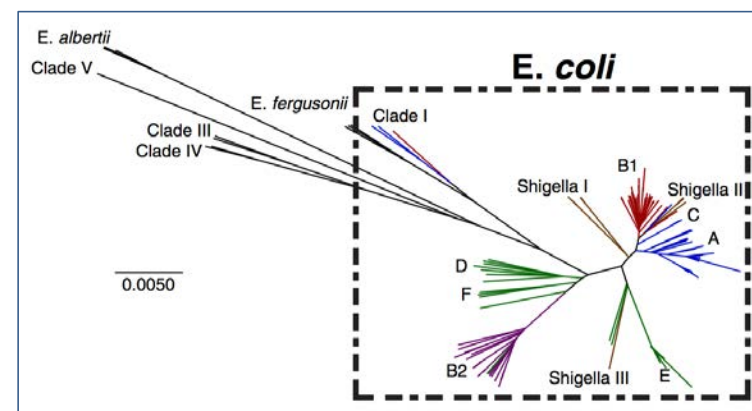 E. albertii
E. coli
Clade V
E. fergusonii
Clade I
Clade III
Clade IV
B1
Shigella I
Shigella II
C
A
D
0.0050
F
B2
Shigella III
E